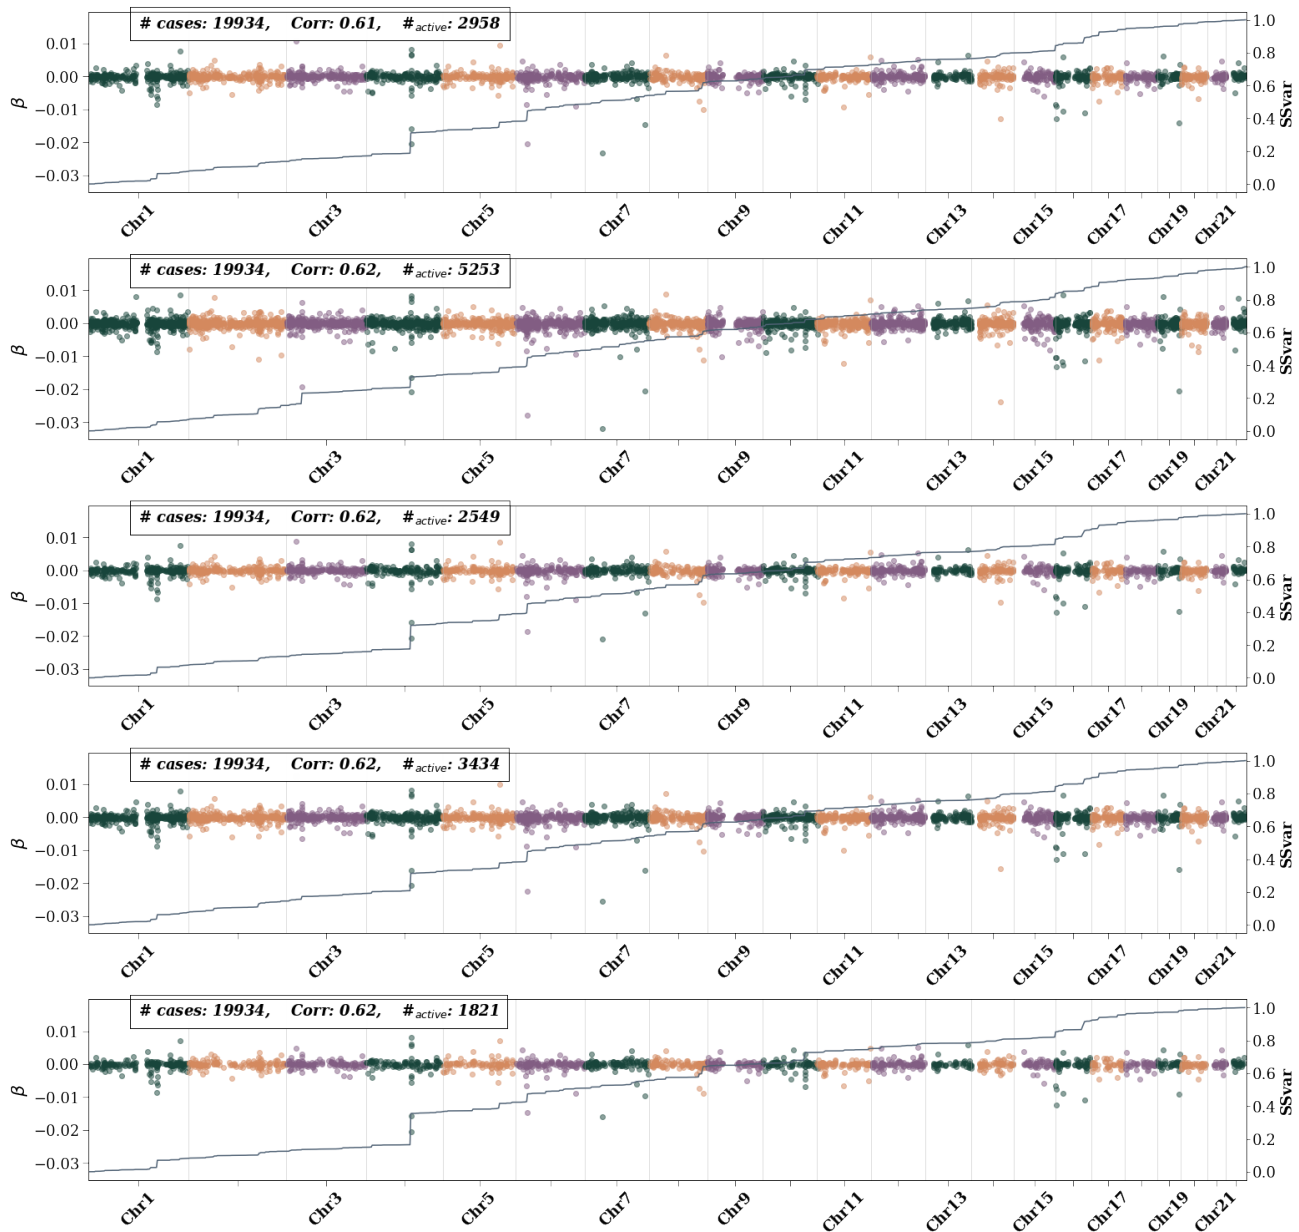 # cases: 19934, Corr: 0.61, #active: 2958
0.01
0.00
−0.01
−0.02
−0.03
β
1.0
0.8
0.6
0.4
0.2
0.0
SSvar
Chr1 Chr3 Chr5 Chr7 Chr9 Chr11 Chr13 Chr15 Chr17 Chr19 Chr21
# cases: 19934, Corr: 0.62, #active: 5253
0.01
0.00
−0.01
−0.02
−0.03
β
1.0
0.8
0.6
0.4
0.2
0.0
SSvar
Chr1 Chr3 Chr5 Chr7 Chr9 Chr11 Chr13 Chr15 Chr17 Chr19 Chr21
# cases: 19934, Corr: 0.62, #active: 2549
0.01
0.00
−0.01
−0.02
−0.03
β
1.0
0.8
0.6
0.4
0.2
0.0
SSvar
Chr1 Chr3 Chr5 Chr7 Chr9 Chr11 Chr13 Chr15 Chr17 Chr19 Chr21
# cases: 19934, Corr: 0.62, #active: 3434
0.01
0.00
−0.01
−0.02
−0.03
β
1.0
0.8
0.6
0.4
0.2
0.0
SSvar
Chr1 Chr3 Chr5 Chr7 Chr9 Chr11 Chr13 Chr15 Chr17 Chr19 Chr21
# cases: 19934, Corr: 0.62, #active: 1821
0.01
0.00
−0.01
−0.02
−0.03
β
1.0
0.8
0.6
0.4
0.2
0.0
SSvar
Chr1 Chr3 Chr5 Chr7 Chr9 Chr11 Chr13 Chr15 Chr17 Chr19 Chr21